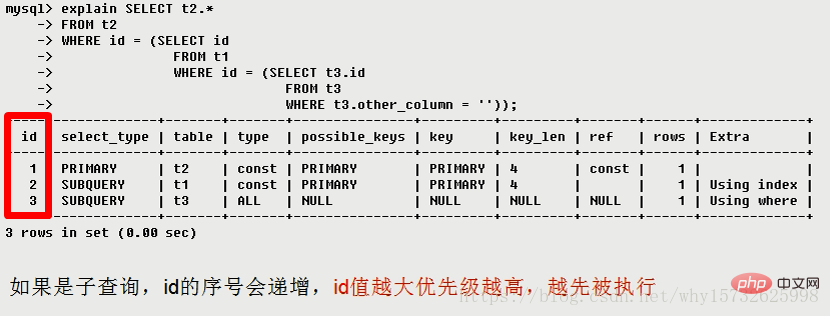 mysql> explain SELECT t2.*
-> FROM t2
-> WHERE id = (SELECT id
-> FROM t1
-> WHERE id = (SELECT t3.id
-> FROM t3
-> WHERE t3.other_column = ''));
| id | select_type | table | type | possible_keys | key | key_len | ref | rows | Extra |
| 1 | PRIMARY | t2 | const | PRIMARY | PRIMARY | 4 | const | 1 | |
| 2 | SUBQUERY | t1 | const | PRIMARY | PRIMARY | 4 | | 1 | Using index |
| 3 | SUBQUERY | t3 | ALL | NULL | NULL | NULL | NULL | 1 | Using where |
3 rows in set (0.00 sec)
如果是子查询，id的序号会递增，id值越大优先级越高，越先被执行
https://blog.csdn.net/why15732625998
php 中文网